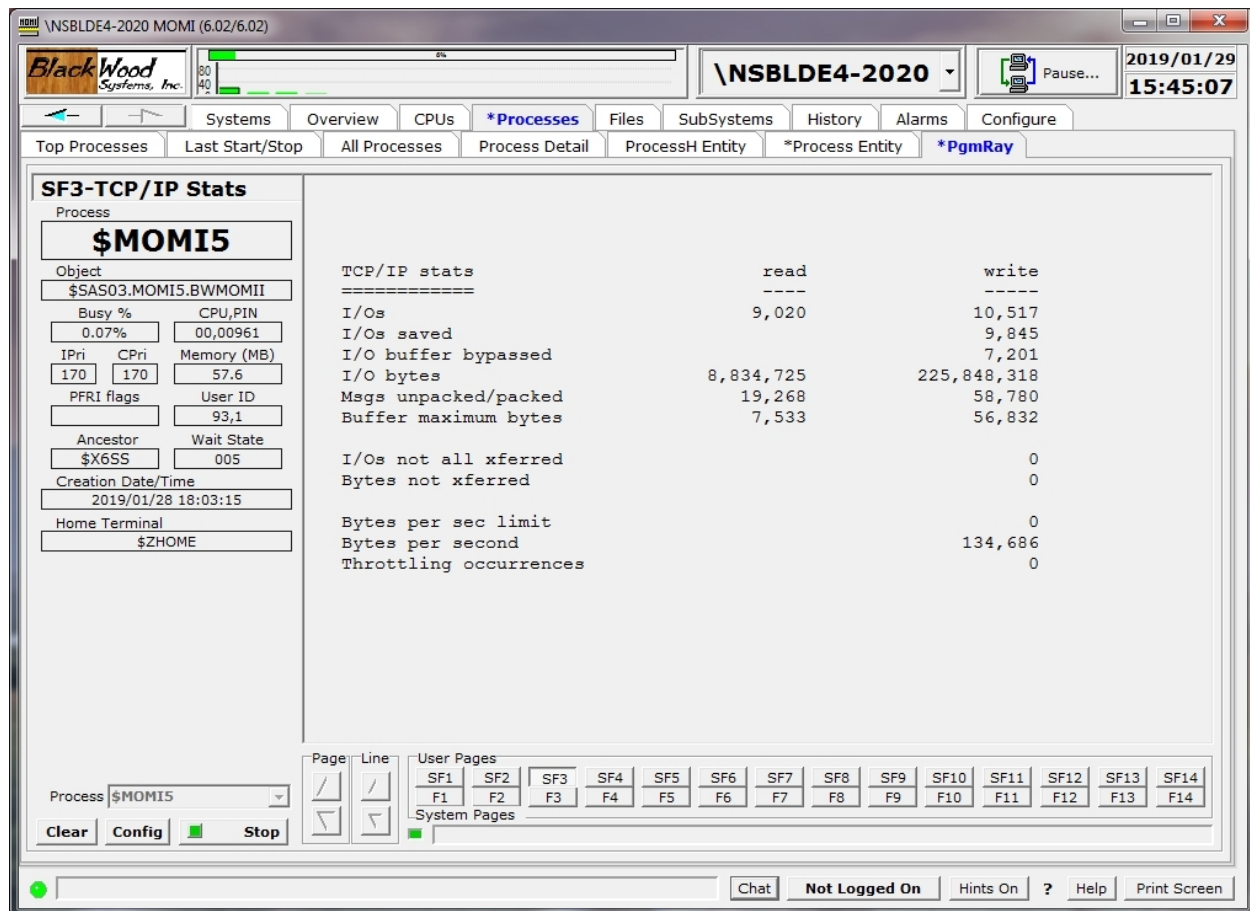 \NSBLDE4-2020 MOMI (6.02/6.02)
BlackWood Systems, Inc.
6%
80
40
\NSBLDE4-2020
Pause...
2019/01/29
15:45:07
Systems Overview CPUs *Processes Files SubSystems History Alarms Configure
Top Processes Last Start/Stop All Processes Process Detail ProcessH Entity *Process Entity *PgmRay
SF3-TCP/IP Stats
Process
$MOMI5
Object
$SAS03.MOMI5.BWMOMII
Busy % CPU,PIN
0.07% 00,00961
IPri CPri Memory (MB)
170 170 57.6
PFRI flags User ID
93,1
Ancestor Wait State
$X6SS 005
Creation Date/Time
2019/01/28 18:03:15
Home Terminal
$ZHOME
TCP/IP stats read write
============ ---- -----
I/Os 9,020 10,517
I/Os saved 9,845
I/O buffer bypassed 7,201
I/O bytes 8,834,725 225,848,318
Msgs unpacked/packed 19,268 58,780
Buffer maximum bytes 7,533 56,832
I/Os not all xferred 0
Bytes not xferred 0
Bytes per sec limit 0
Bytes per second 134,686
Throttling occurrences 0
Process $MOMI5
Clear Config Stop
Page Line User Pages
SF1 SF2 SF3 SF4 SF5 SF6 SF7 SF8 SF9 SF10 SF11 SF12 SF13 SF14
F1 F2 F3 F4 F5 F6 F7 F8 F9 F10 F11 F12 F13 F14
System Pages
Chat Not Logged On Hints On ? Help Print Screen